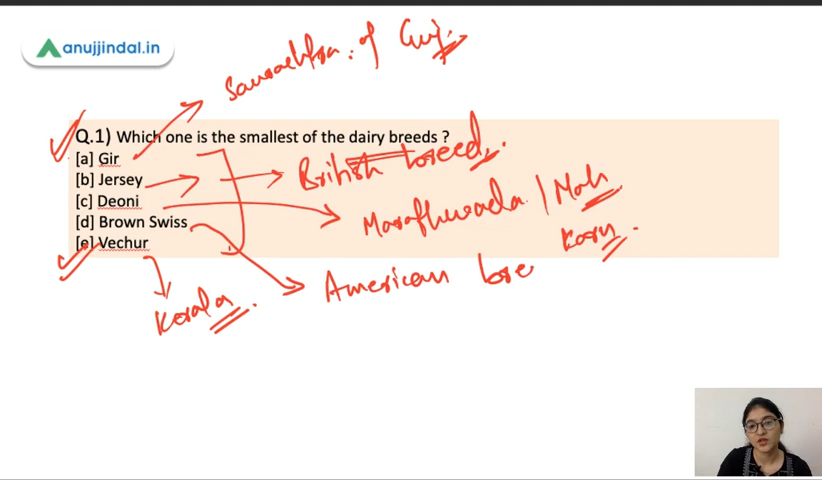 anujjindal.in
Saurashtra. of Guj.
Q.1) Which one is the smallest of the dairy breeds ?
[a] Gir
[b] Jersey
British breed.
[c] Deoni
Marathwada / Mah
[d] Brown Swiss
Karn.
[e] Vechur
American bre
Kerala.